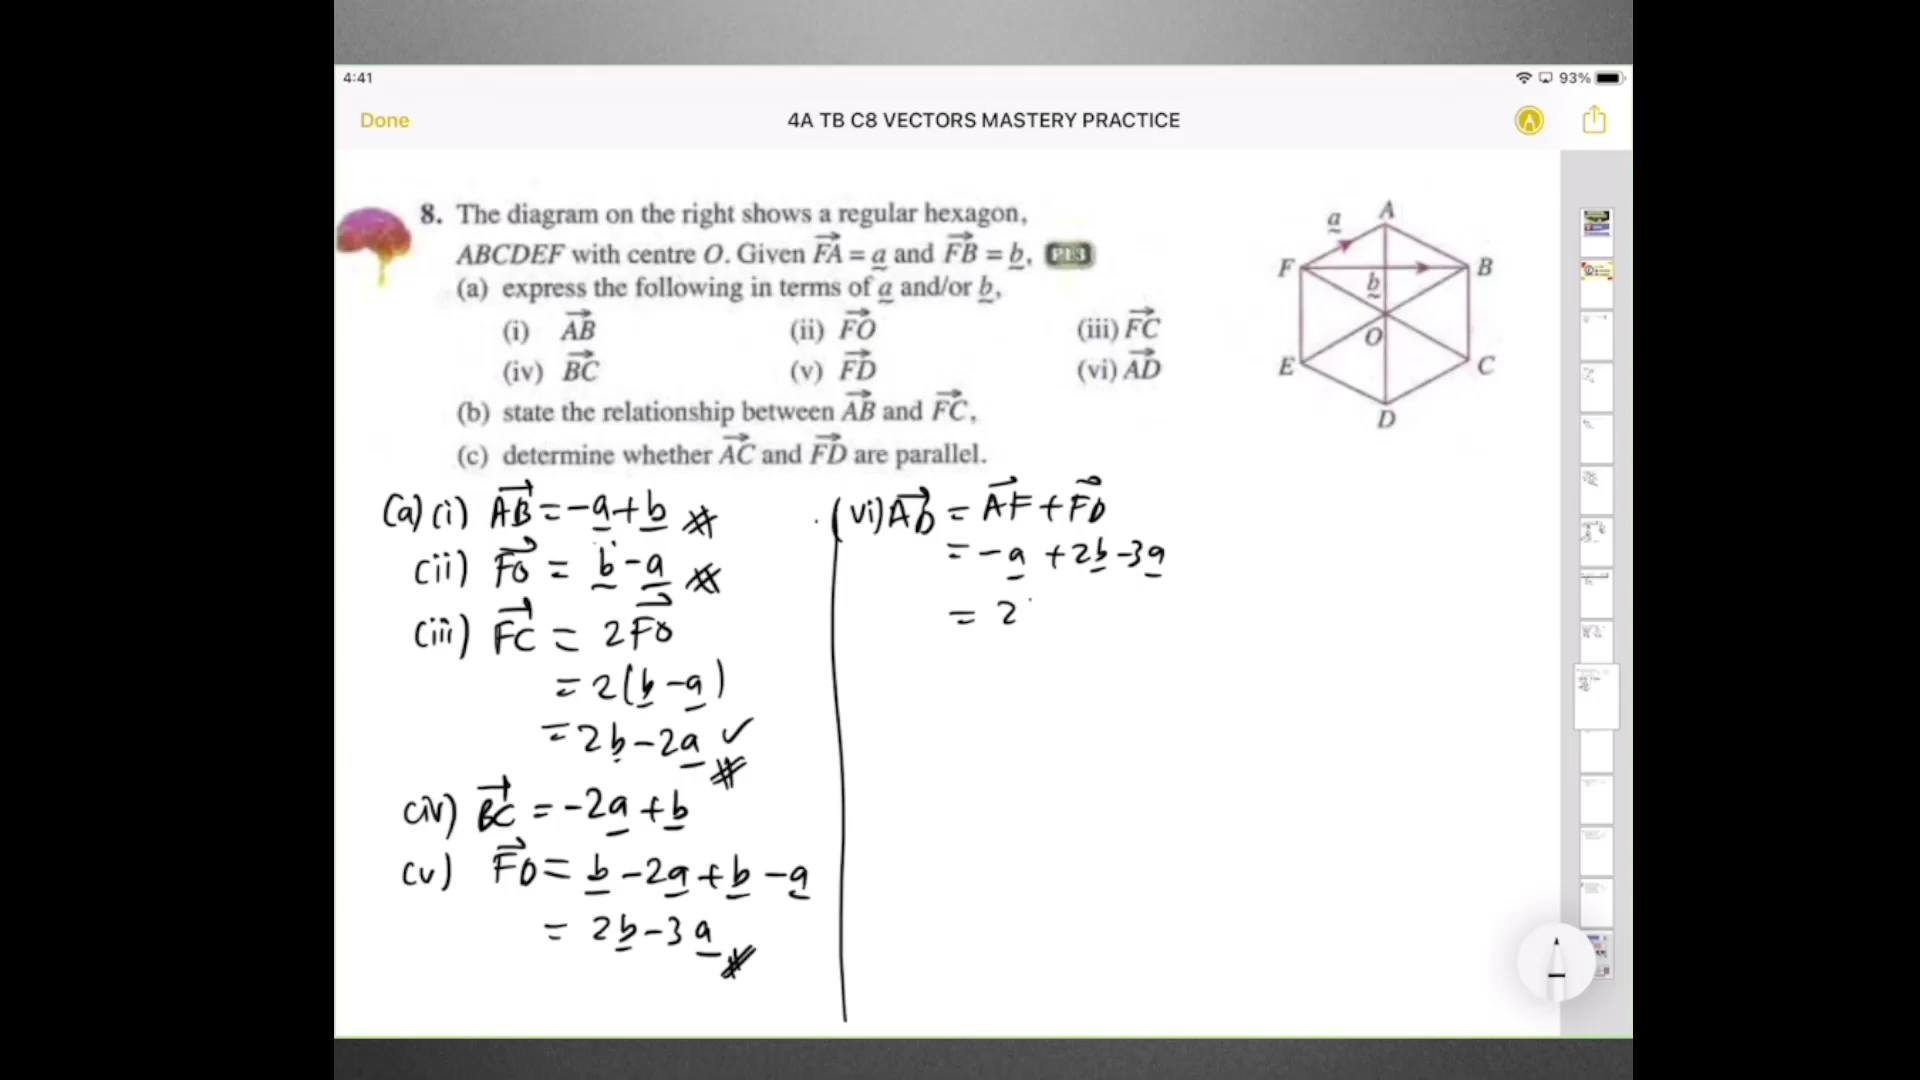 4:41
93%
Done
4A TB C8 VECTORS MASTERY PRACTICE
8. The diagram on the right shows a regular hexagon,
ABCDEF with centre O. Given FA = a and FB = b, PL3
(a) express the following in terms of a and/or b,
(i) AB (ii) FO (iii) FC
(iv) BC (v) FD (vi) AD
(b) state the relationship between AB and FC,
(c) determine whether AC and FD are parallel.
a
A
F
B
b
O
E
C
D
(a) (i) AB = -a + b
(ii) FO = b - a
(iii) FC = 2FO
= 2(b - a)
= 2b - 2a ✓
(iv) BC = -2a + b
(v) FD = b - 2a + b - a
= 2b - 3a
(vi) AD = AF + FD
= -a + 2b - 3a
= 2